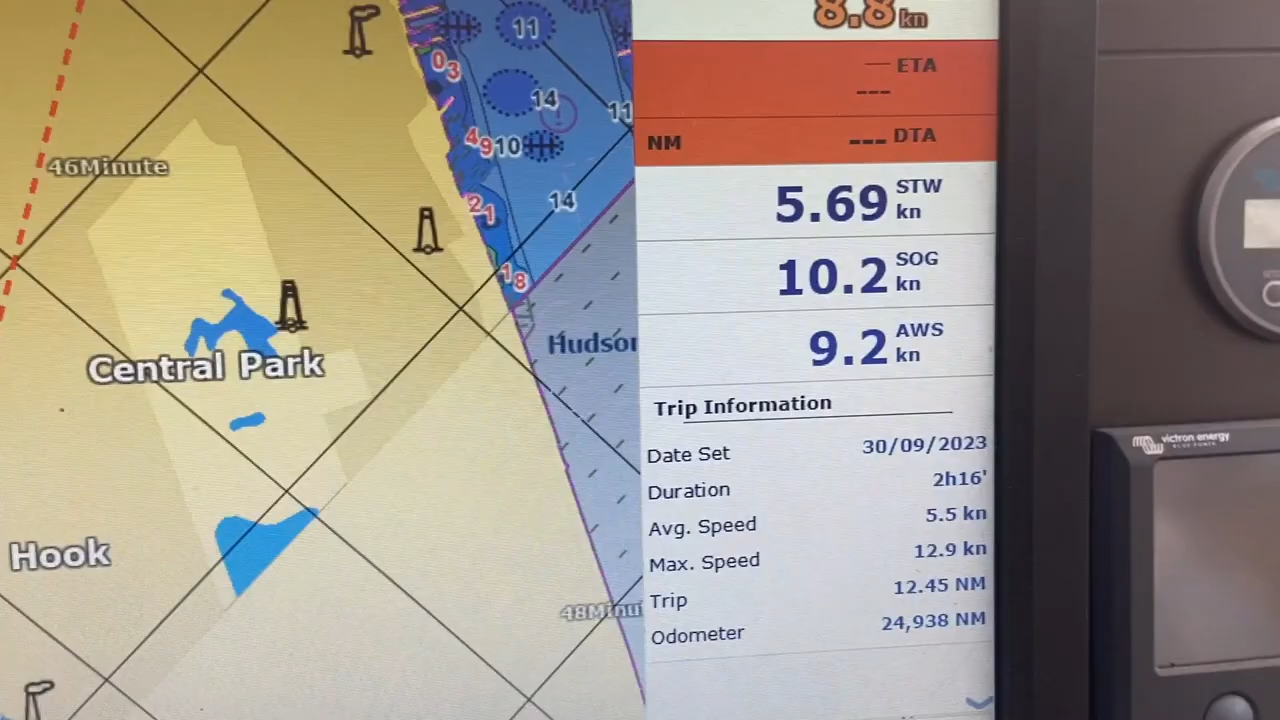 8.8 kn
ETA
---
NM --- DTA
5.69 STW kn
10.2 SOG kn
9.2 AWS kn
Trip Information
Date Set 30/09/2023
Duration 2h16'
Avg. Speed 5.5 kn
Max. Speed 12.9 kn
Trip 12.45 NM
Odometer 24,938 NM
11
03
14
11
49
10
46Minute
21
14
18
Hudson
Central Park
Hook
48Minu
victron energy
BLUE POWER